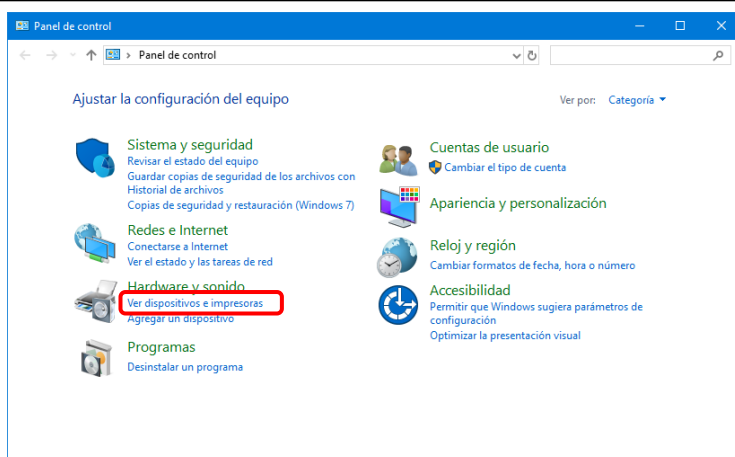 Panel de control
Panel de control
Ajustar la configuración del equipo
Ver por: Categoría
Sistema y seguridad
Revisar el estado del equipo
Guardar copias de seguridad de los archivos con
Historial de archivos
Copias de seguridad y restauración (Windows 7)
Redes e Internet
Conectarse a Internet
Ver el estado y las tareas de red
Hardware y sonido
Ver dispositivos e impresoras
Agregar un dispositivo
Programas
Desinstalar un programa
Cuentas de usuario
Cambiar el tipo de cuenta
Apariencia y personalización
Reloj y región
Cambiar formatos de fecha, hora o número
Accesibilidad
Permitir que Windows sugiera parámetros de
configuración
Optimizar la presentación visual